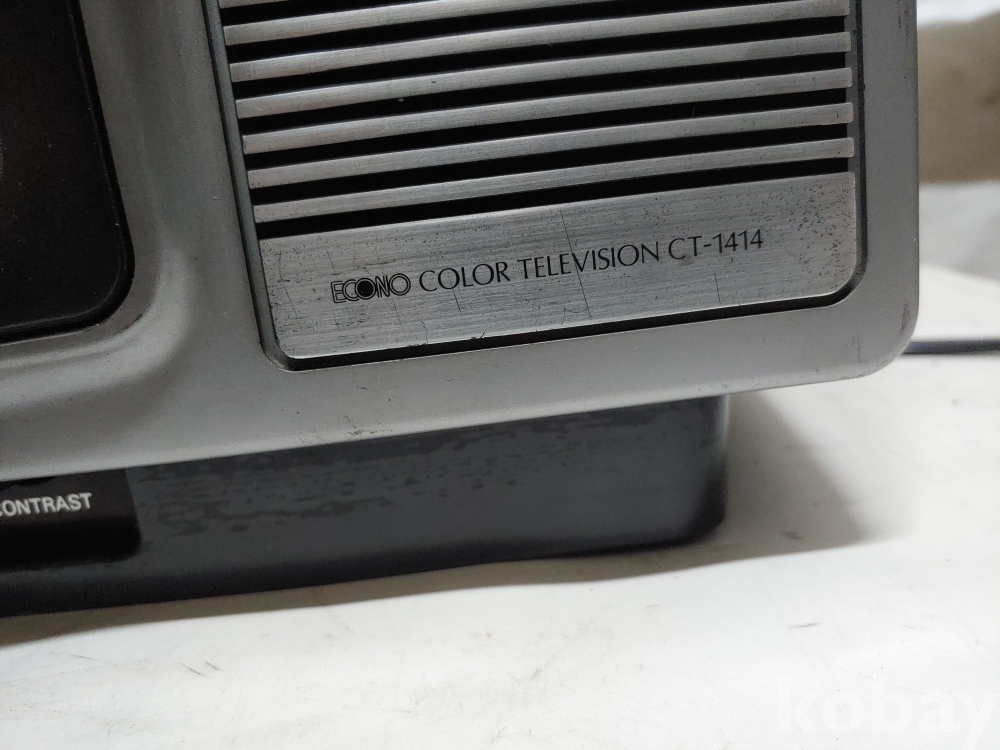 ECONO COLOR TELEVISION CT-1414
CONTRAST
kobay